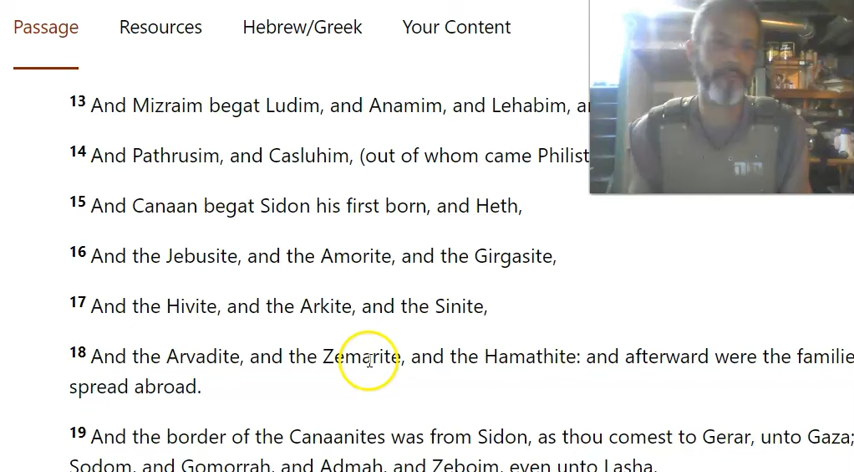 Passage Resources Hebrew/Greek Your Content
13 And Mizraim begat Ludim, and Anamim, and Lehabim,
14 And Pathrusim, and Casluhim, (out of whom came
15 And Canaan begat Sidon his first born, and Heth,
16 And the Jebusite, and the Amorite, and the Girgasite,
17 And the Hivite, and the Arkite, and the Sinite,
18 And the Arvadite, and the Zemarite, and the Hamathite: and afterward were the
spread abroad.
19 And the border of the Canaanites was from Sidon, as thou comest to Gerar, unto Gaza;
Sodom, and Gomorrah, and Admah, and Zeboim, even unto Lasha.